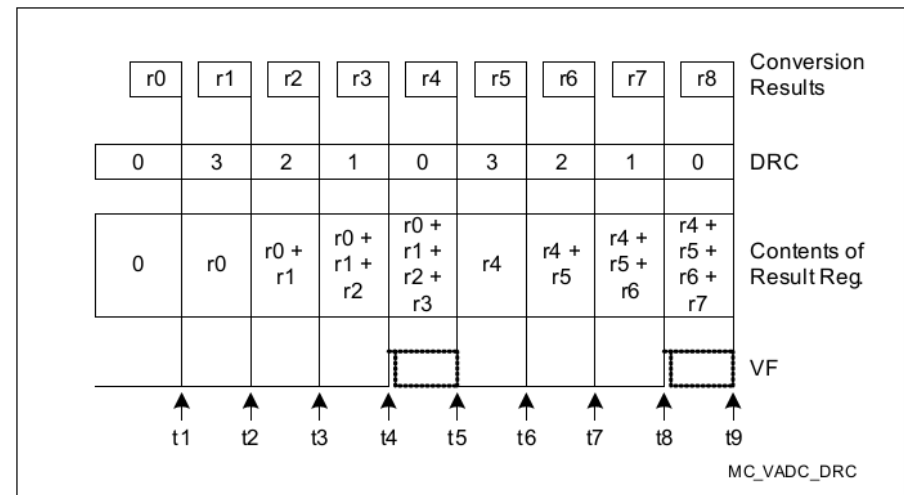 r0 r1 r2 r3 r4 r5 r6 r7 r8
Conversion
Results
0 3 2 1 0 3 2 1 0 DRC
0
r0
r0 +
r1
r0 +
r1 +
r2
r0 +
r1 +
r2 +
r3
r4
r4 +
r5
r4 +
r5 +
r6
r4 +
r5 +
r6 +
r7
Contents of
Result Reg.
VF
t1 t2 t3 t4 t5 t6 t7 t8 t9
MC_VADC_DRC